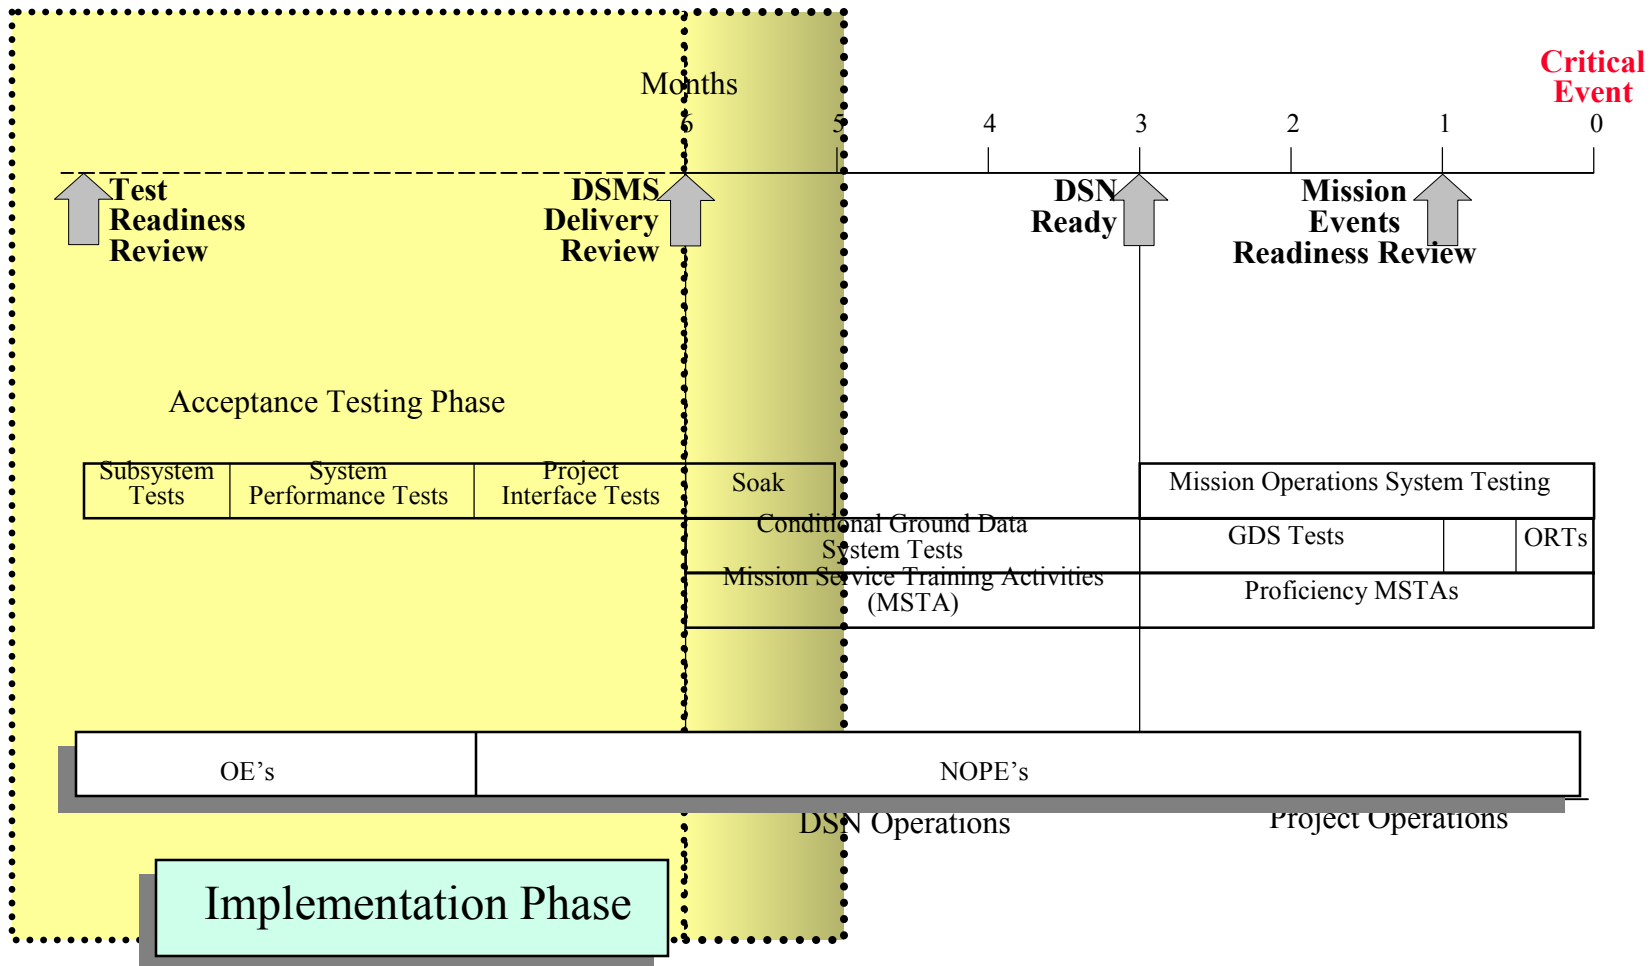 Critical
Event
Months
6
5
4
3
2
1
0
Test
Readiness
Review
DSMS
Delivery
Review
DSN
Ready
Mission
Events
Readiness Review
Acceptance Testing Phase
Subsystem
Tests
System
Performance Tests
Project
Interface Tests
Soak
Mission Operations System Testing
Conditional Ground Data
System Tests
GDS Tests
ORTs
Mission Service Training Activities
(MSTA)
Proficiency MSTAs
OE’s
NOPE’s
DSN Operations
Project Operations
Implementation Phase